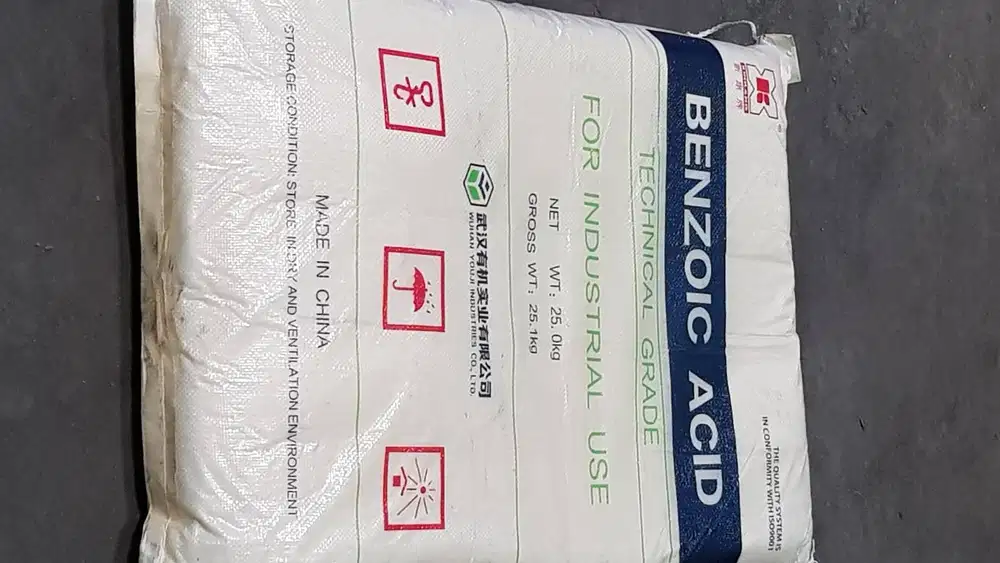 THE QUALITY SYSTEM IS
IN CONFORMITY WITH ISO9001
BENZOIC ACID
TECHNICAL GRADE
FOR INDUSTRIAL USE
NET WT: 25.0kg
GROSS WT: 25.1kg
武汉有机实业有限公司
WUHAN YOUJI INDUSTRIES CO., LTD.
MADE IN CHINA
STORAGE CONDITION: STORE IN DRY AND VENTILATION ENVIRONMENT